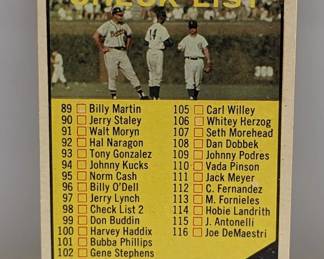 CHECK LIST
89 Billy Martin
90 Jerry Staley
91 Walt Moryn
92 Hal Naragon
93 Tony Gonzalez
94 Johnny Kucks
95 Norm Cash
96 Billy O'Dell
97 Jerry Lynch
98 Check List 2
99 Don Buddin
100 Harvey Haddix
101 Bubba Phillips
102 Gene Stephens
105 Carl Willey
106 Whitey Herzog
107 Seth Morehead
108 Dan Dobbek
109 Johnny Podres
110 Vada Pinson
111 Jack Meyer
112 C. Fernandez
113 M. Fornieles
114 Hobie Landrith
115 J. Antonelli
116 Joe DeMaestri